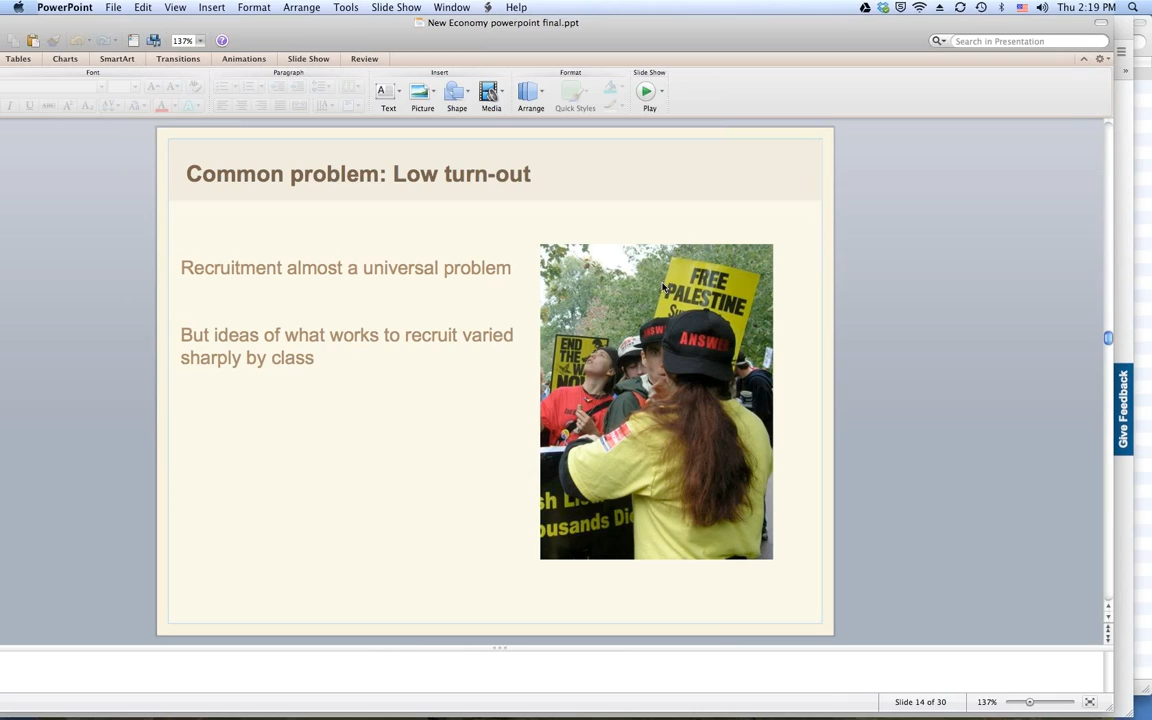 PowerPoint File Edit View Insert Format Arrange Tools Slide Show Window Help Thu 2:19 PM
New Economy powerpoint final.ppt
137% Search in Presentation
Tables Charts SmartArt Transitions Animations Slide Show Review
Font Paragraph Insert Format Slide Show
Text Picture Shape Media Arrange Quick Styles Play
Common problem: Low turn-out
Recruitment almost a universal problem
But ideas of what works to recruit varied
sharply by class
FREE
PALESTINE
ANSWER
END
THE
Give Feedback
Slide 14 of 30 137%